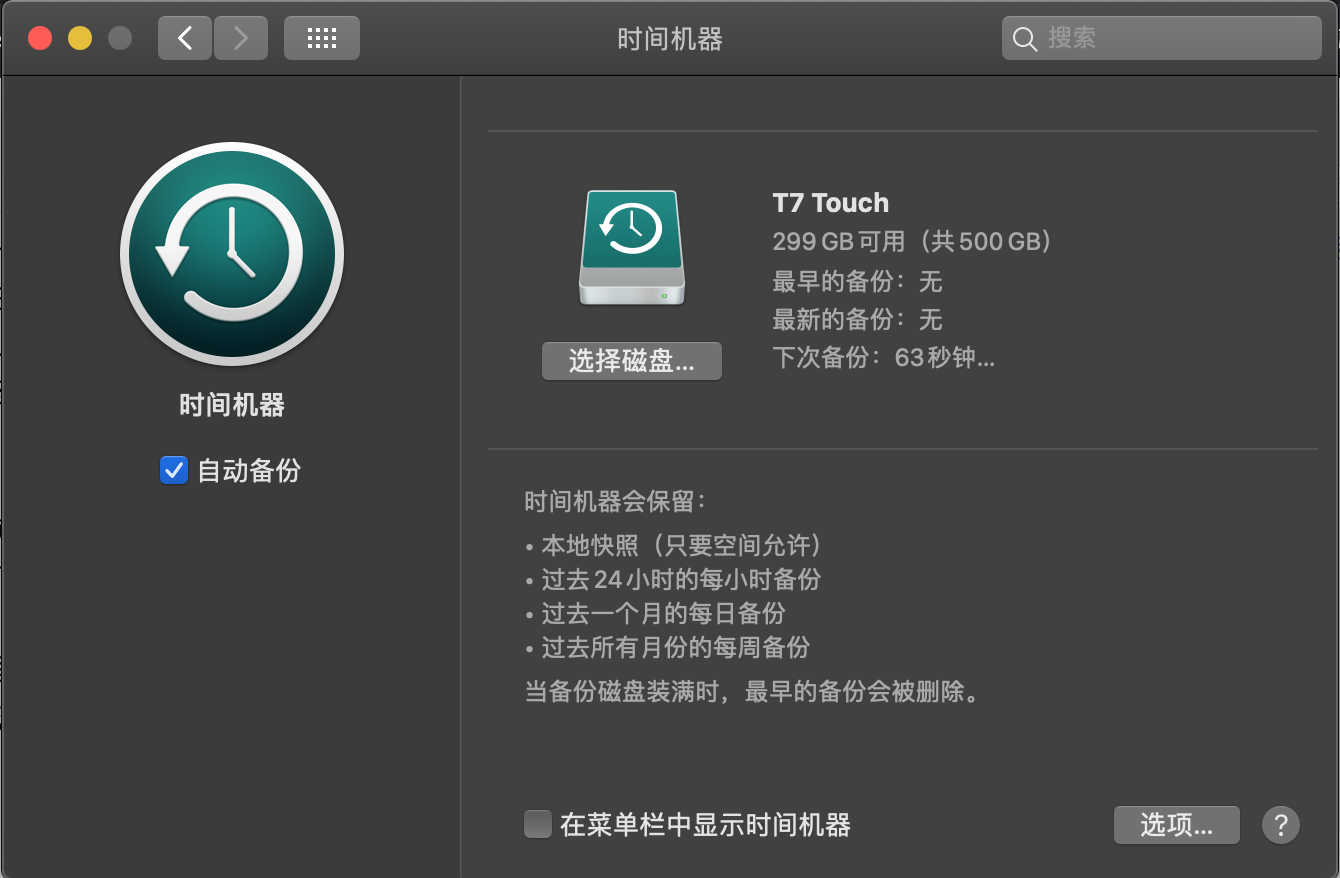 时间机器
搜索
时间机器
自动备份
T7 Touch
299 GB 可用（共 500 GB）
最早的备份：无
最新的备份：无
下次备份：63 秒钟...
选择磁盘...
时间机器会保留：
• 本地快照（只要空间允许）
• 过去 24 小时的每小时备份
• 过去一个月的每日备份
• 过去所有月份的每周备份
当备份磁盘装满时，最早的备份会被删除。
在菜单栏中显示时间机器
选项...
?